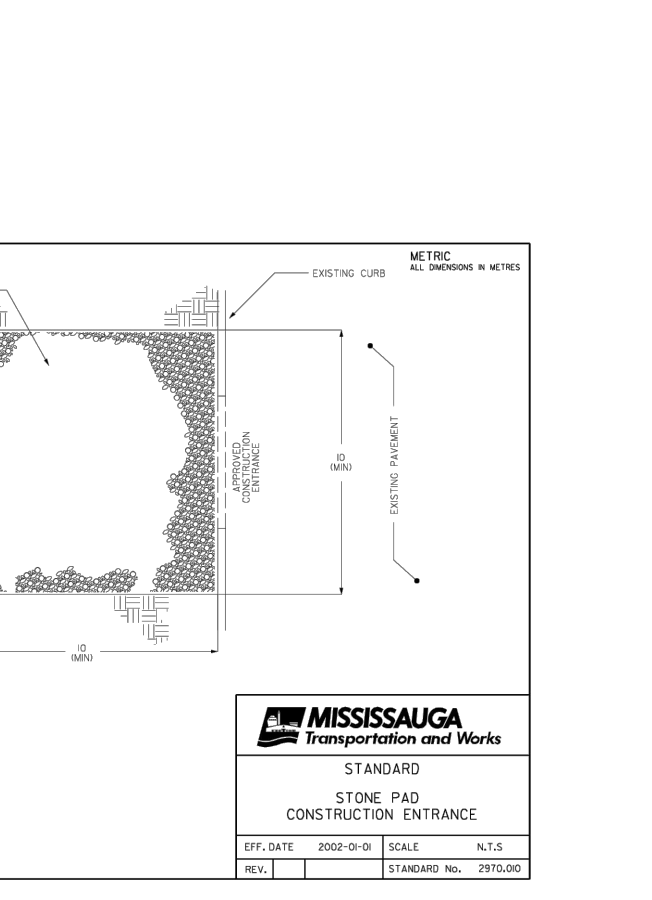 METRIC
ALL DIMENSIONS IN METRES
EXISTING CURB
APPROVED
CONSTRUCTION
ENTRANCE
10
(MIN)
EXISTING PAVEMENT
10
(MIN)
MISSISSAUGA
Transportation and Works
STANDARD
STONE PAD
CONSTRUCTION ENTRANCE
EFF. DATE 2002-01-01 SCALE N.T.S
REV. STANDARD No. 2970.010